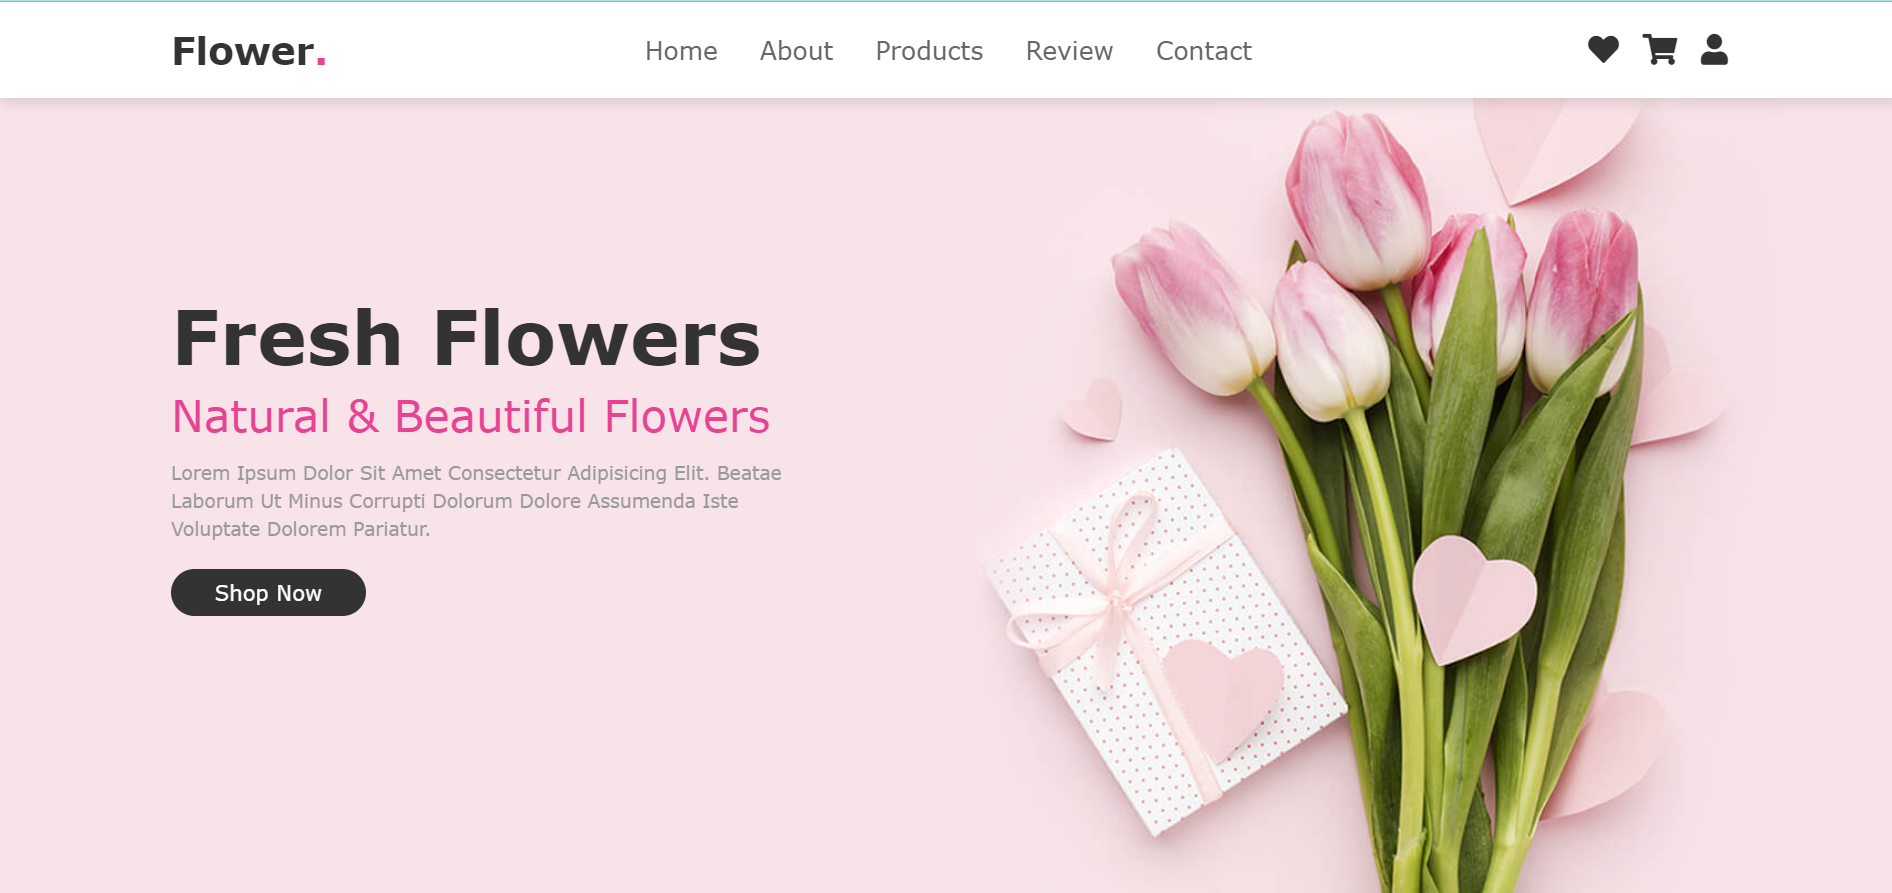 Flower.
Home About Products Review Contact
Fresh Flowers
Natural & Beautiful Flowers
Lorem Ipsum Dolor Sit Amet Consectetur Adipisicing Elit. Beatae
Laborum Ut Minus Corrupti Dolorum Dolore Assumenda Iste
Voluptate Dolorem Pariatur.
Shop Now